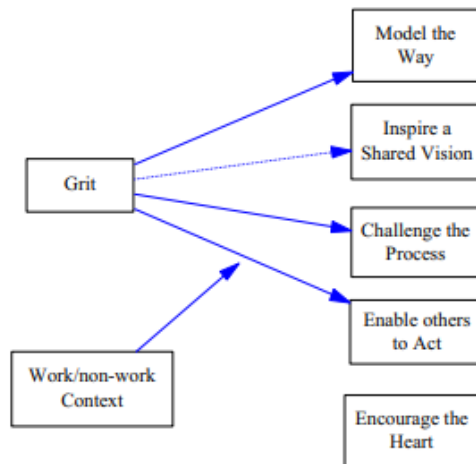 Model the
Way
Inspire a
Shared Vision
Grit
Challenge the
Process
Enable others
to Act
Work/non-work
Context
Encourage the
Heart